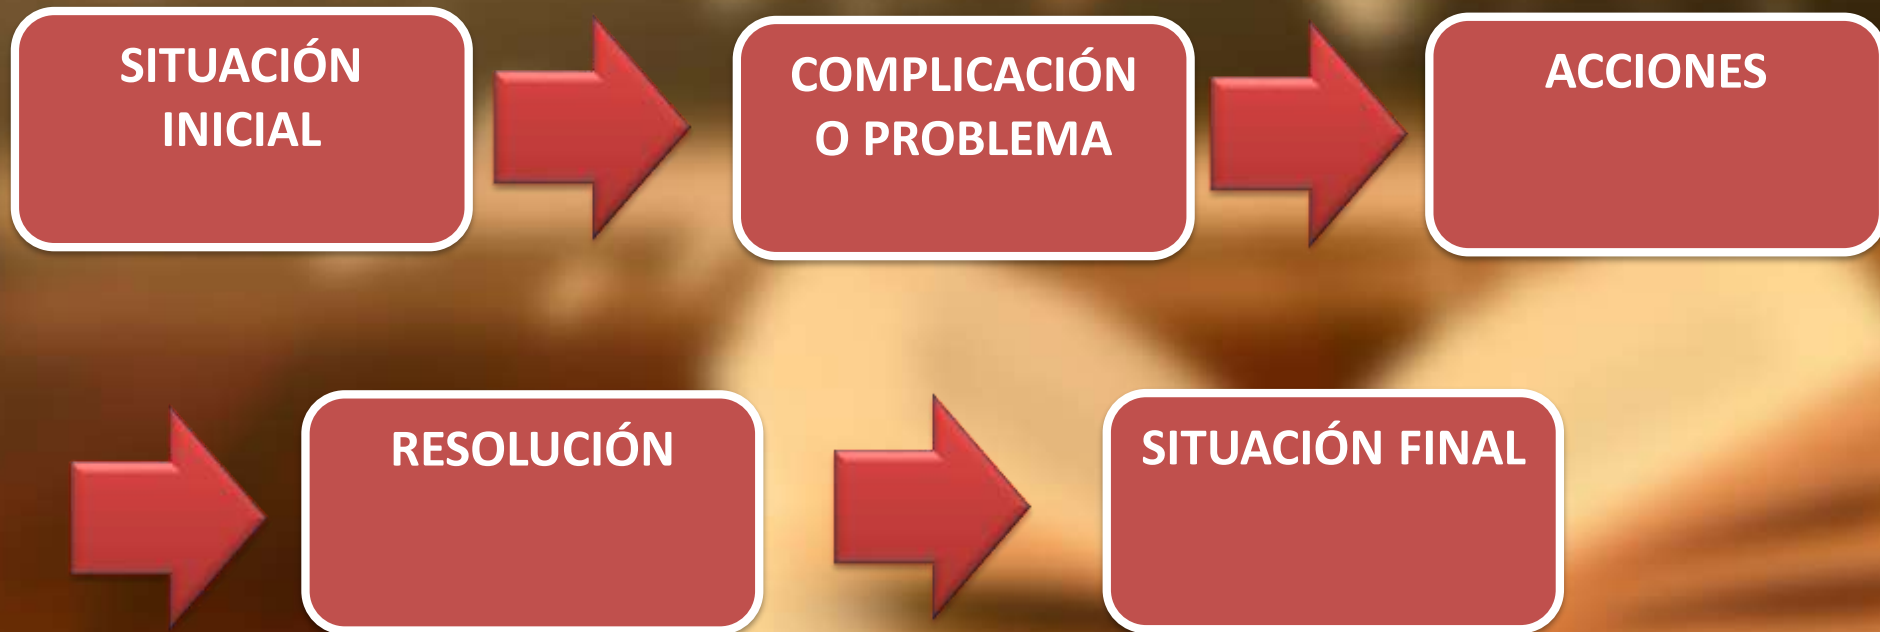 SITUACIÓN
INICIAL
COMPLICACIÓN
O PROBLEMA
ACCIONES
RESOLUCIÓN
SITUACIÓN FINAL